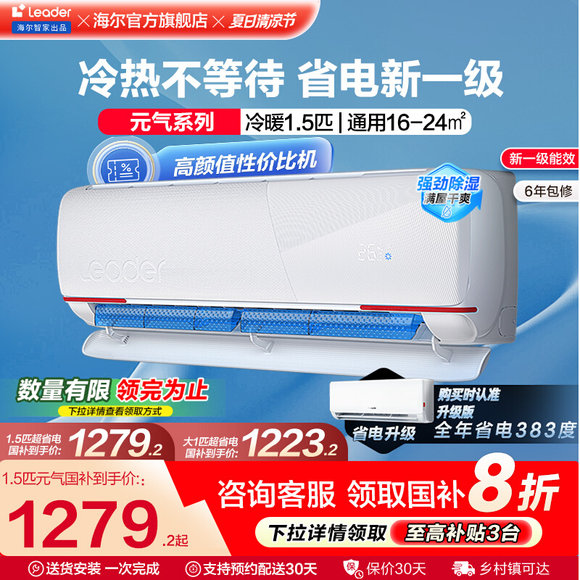 Leader × 海尔官方旗舰店 × 夏日清凉节
海尔智家出品
冷热不等待 省电新一级
元气系列 冷暖1.5匹|通用16-24㎡
% 高颜值性价比机
新一级能效
6年包修
强劲除湿
满屋干爽
Leader
数量有限 领完为止
下拉详情查看领取方式
省电升级
购买时认准
升级版
全年省电383度
1.5匹超省电
国补到手价: 1279.2
大1匹超省电
国补到手价: 1223.2
1.5匹元气国补到手价::
1279.2起
咨询客服 领取国补8折
下拉详情领取 至高补贴3台
送货安装 一次完成
支持预约配送30天
保价30天
乡村镇可达